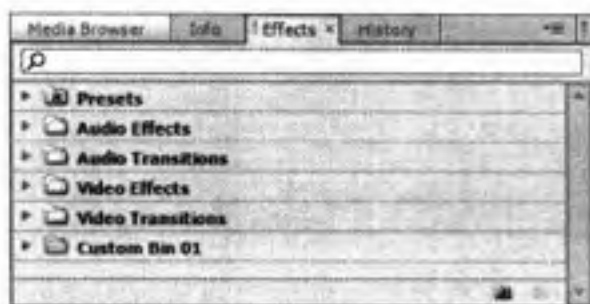 Media Browser Info Effects × History
Presets
Audio Effects
Audio Transitions
Video Effects
Video Transitions
Custom Bin 01